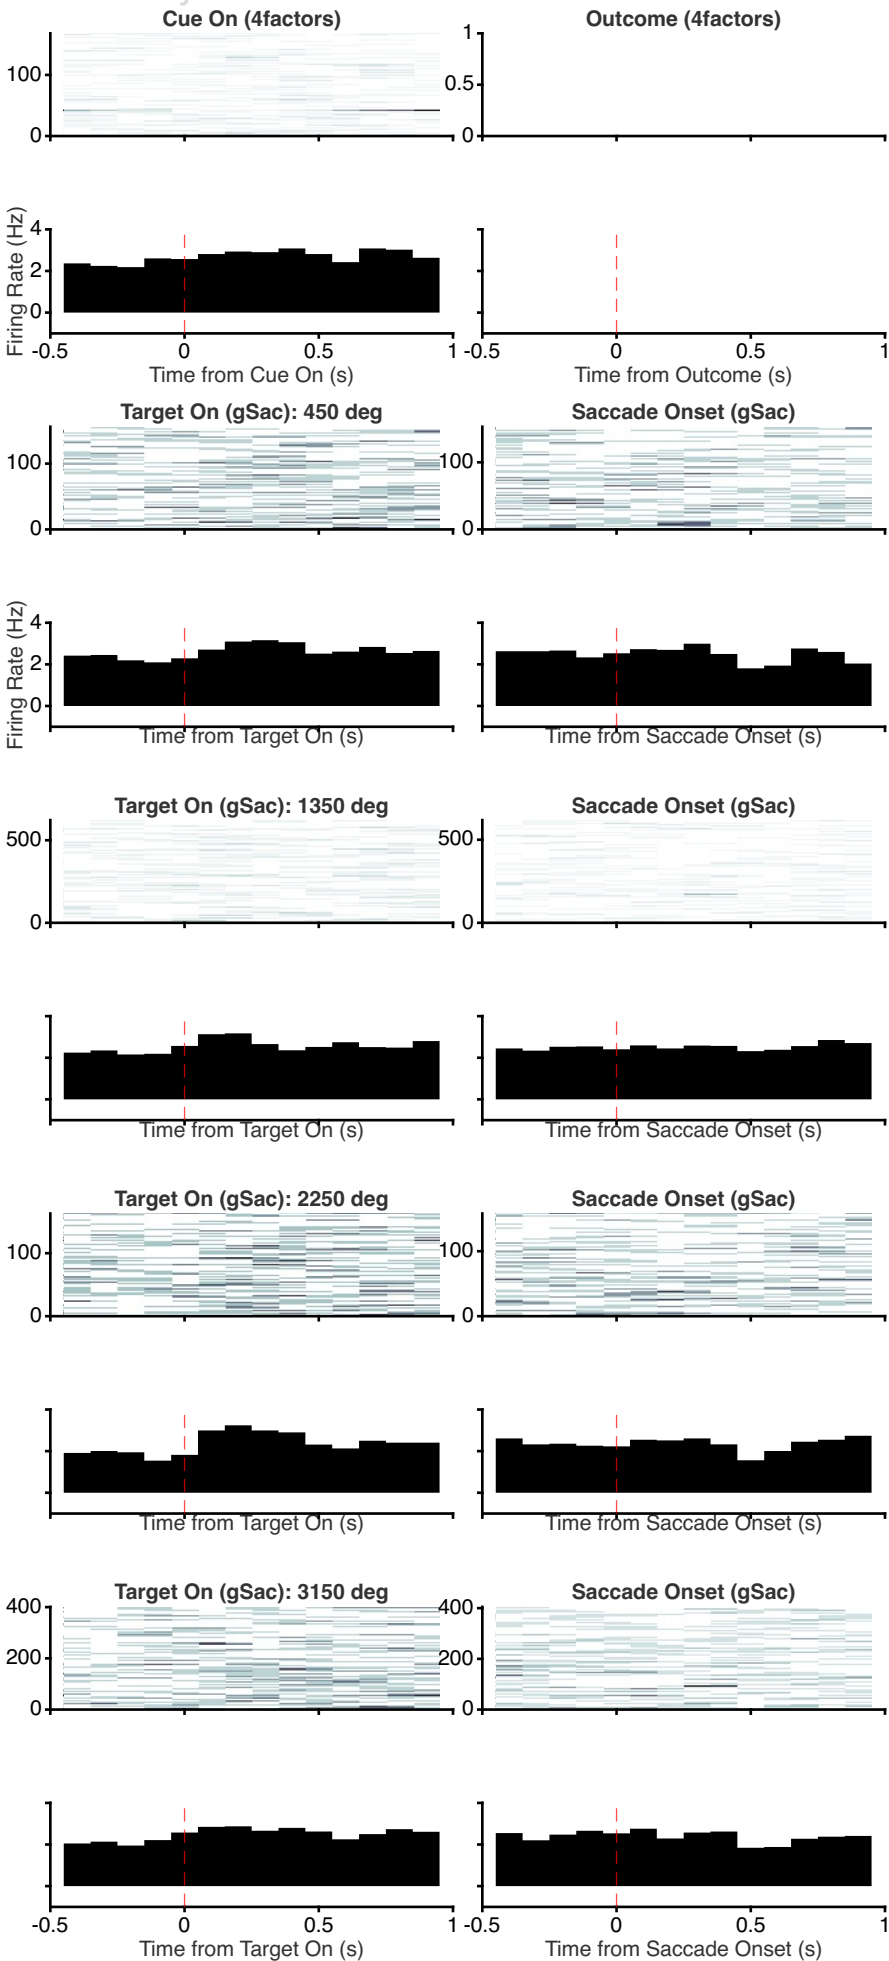 Cue On (4factors) Outcome (4factors)
100
0
1
0.5
0
Firing Rate (Hz)
4
2
0
-0.5 0 0.5 1 -0.5 0 0.5 1
Time from Cue On (s) Time from Outcome (s)
Target On (gSac): 450 deg Saccade Onset (gSac)
100
0
100
0
Firing Rate (Hz)
4
2
0
Time from Target On (s) Time from Saccade Onset (s)
Target On (gSac): 1350 deg Saccade Onset (gSac)
500
0
500
0
Time from Target On (s) Time from Saccade Onset (s)
Target On (gSac): 2250 deg Saccade Onset (gSac)
100
0
100
0
Time from Target On (s) Time from Saccade Onset (s)
Target On (gSac): 3150 deg Saccade Onset (gSac)
400
200
0
400
200
0
-0.5 0 0.5 1 -0.5 0 0.5 1
Time from Target On (s) Time from Saccade Onset (s)